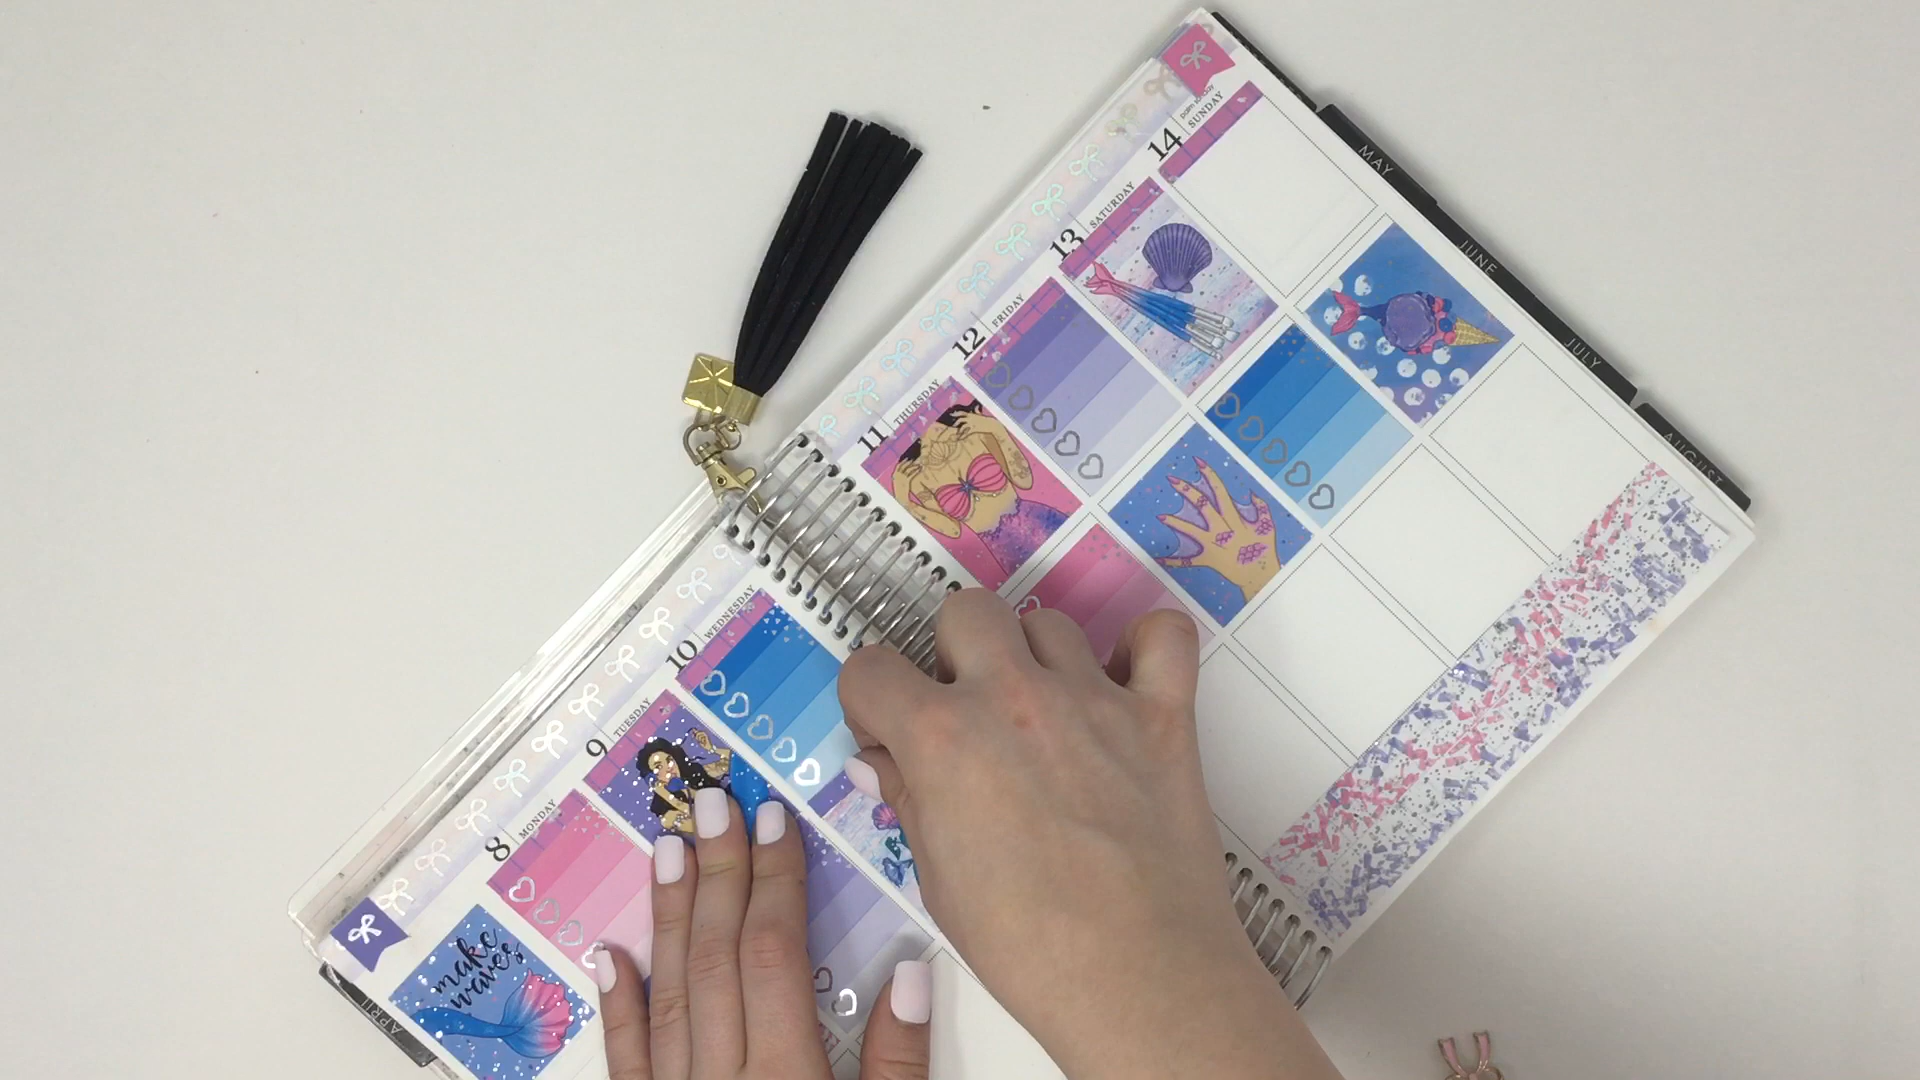 make
waves
8
MONDAY
9
TUESDAY
10
WEDNESDAY
11
THURSDAY
12
FRIDAY
13
SATURDAY
14
palm sunday
SUNDAY
APRIL
MAY
JUNE
JULY
AUGUST